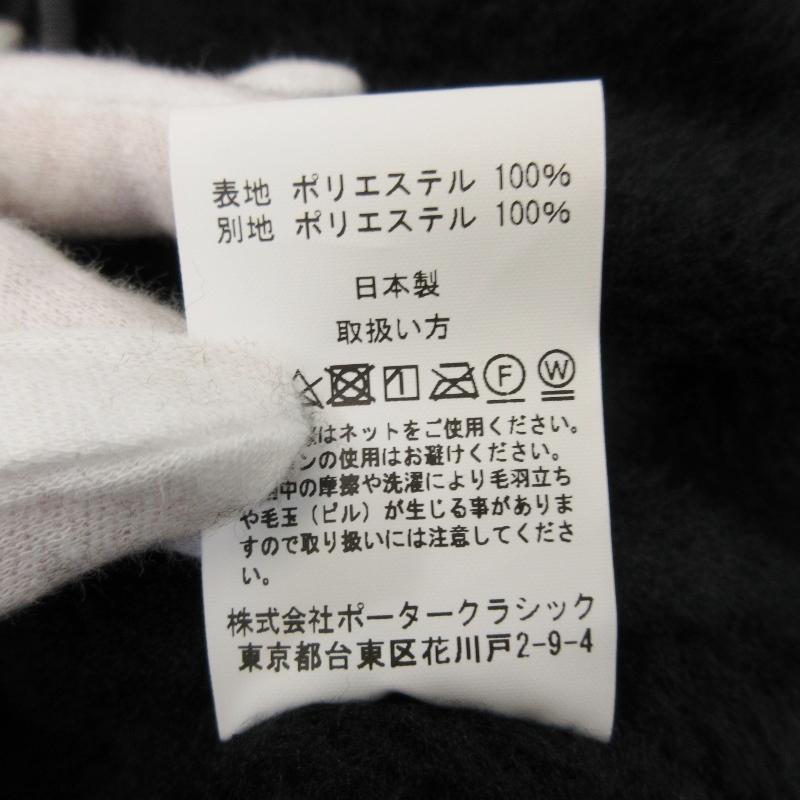 表地 ポリエステル 100%
別地 ポリエステル 100%
日本製
取扱い方
F W
はネットをご使用ください。
ンの使用はお避けください。
中の摩擦や洗濯により毛羽立ち
や毛玉（ピル）が生じる事がありま
すので取り扱いには注意してくださ
い。
株式会社ポータークラシック
東京都台東区花川戸2-9-4